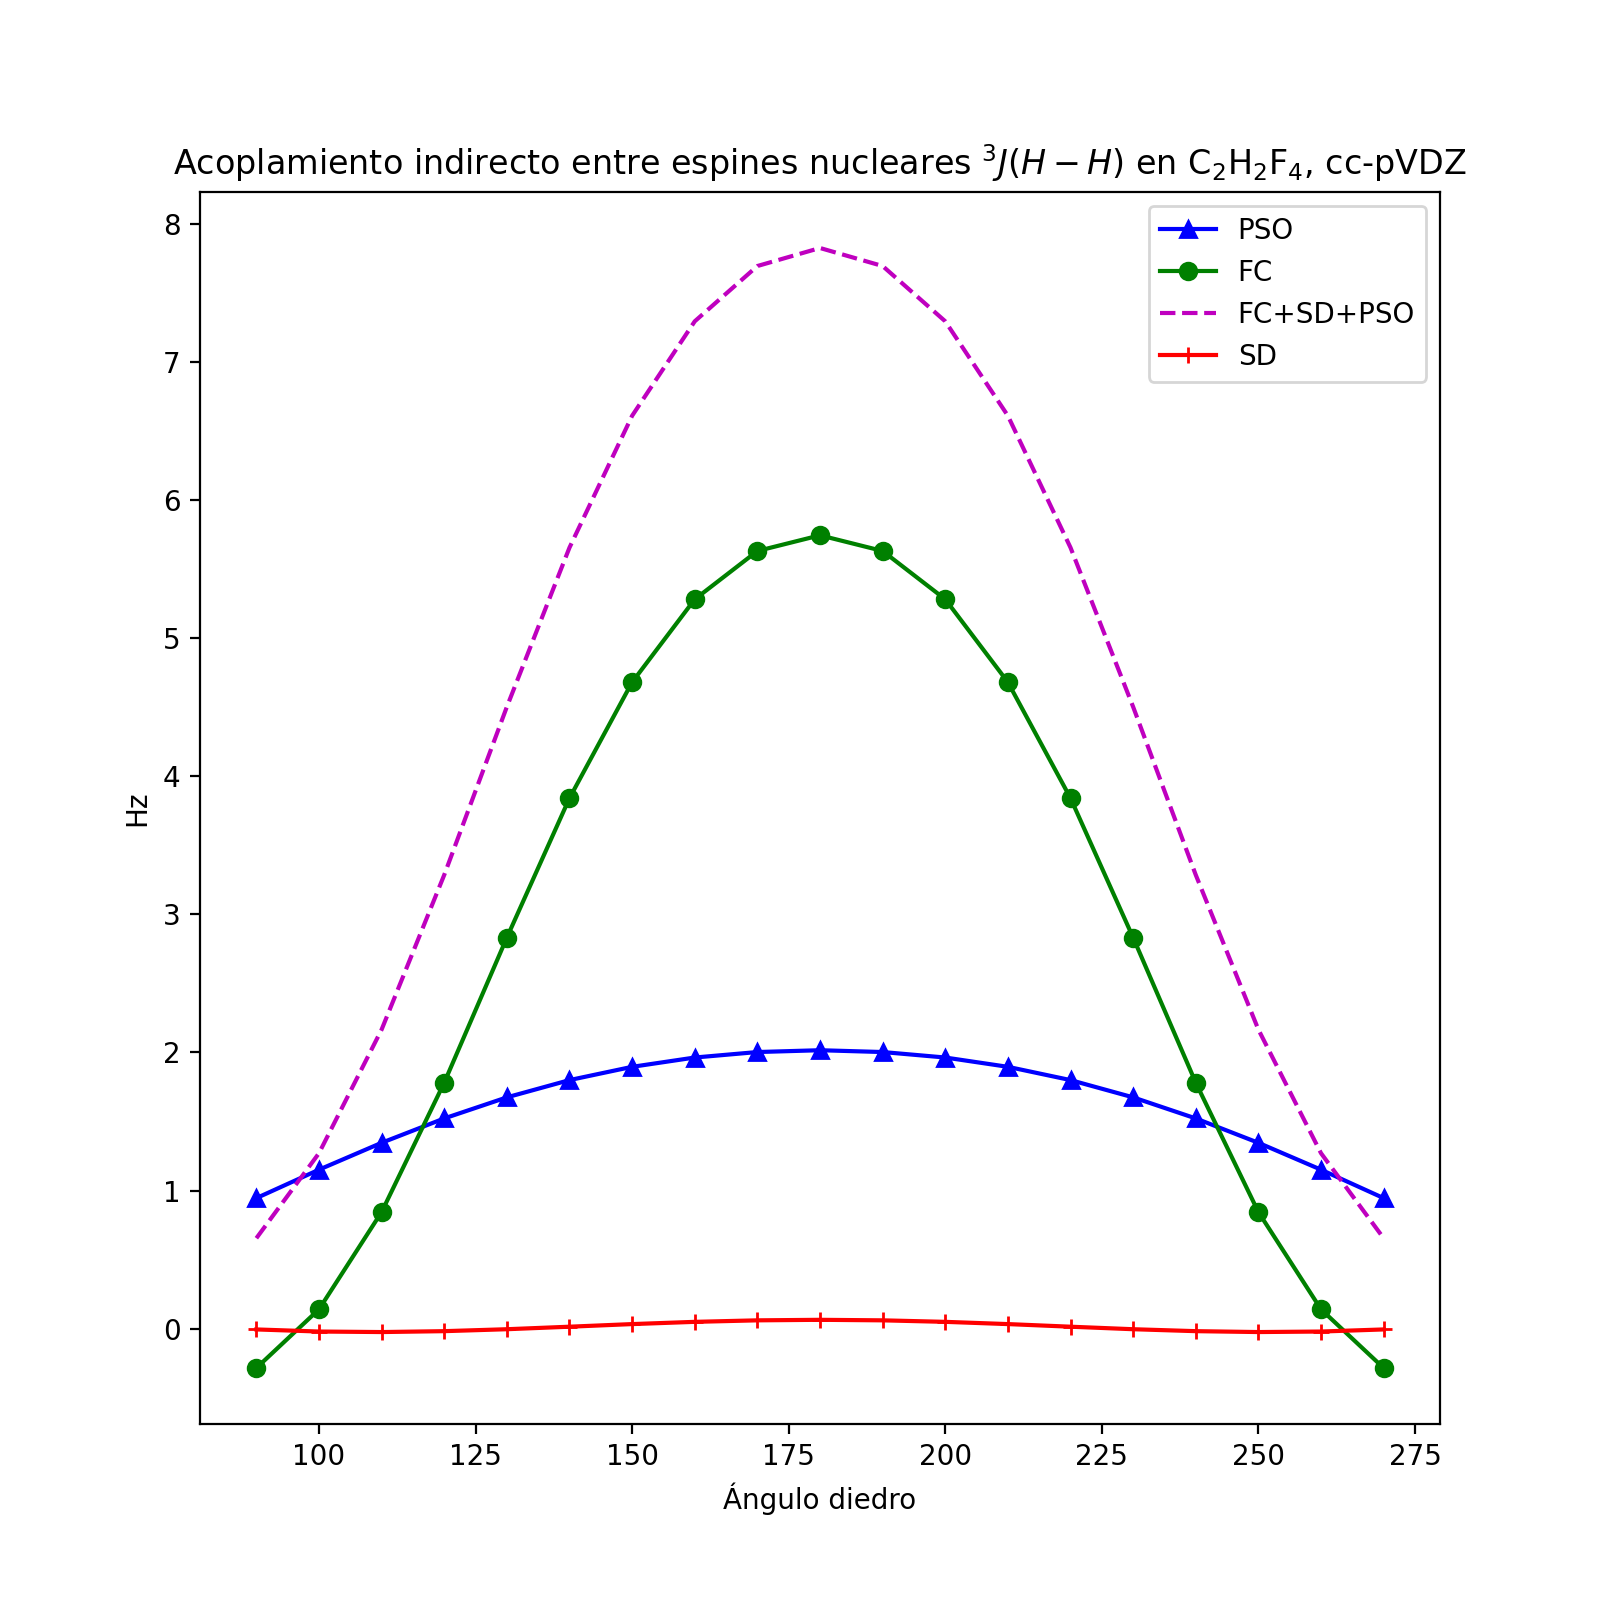 Acoplamiento indirecto entre espines nucleares ³J(H − H) en C₂H₂F₄, cc-pVDZ
PSO
FC
FC+SD+PSO
SD
8
7
6
5
4
3
2
1
0
Hz
100 125 150 175 200 225 250 275
Ángulo diedro